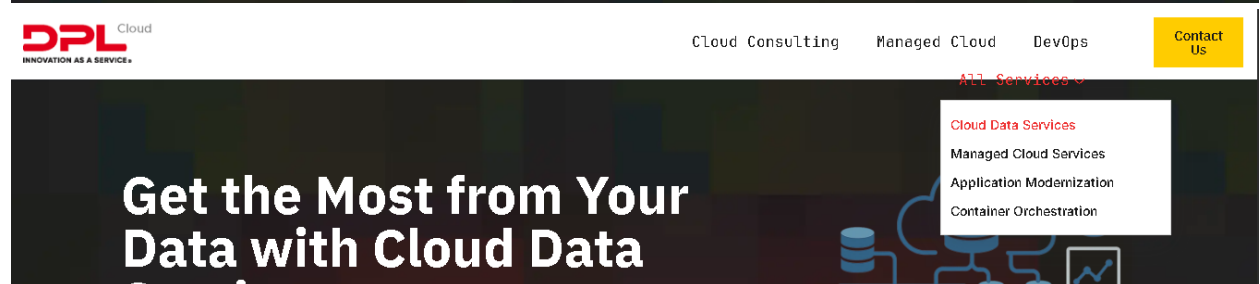 DPL Cloud
INNOVATION AS A SERVICE®
Cloud Consulting Managed Cloud DevOps
Contact
Us
All Services
Cloud Data Services
Managed Cloud Services
Application Modernization
Container Orchestration
Get the Most from Your
Data with Cloud Data